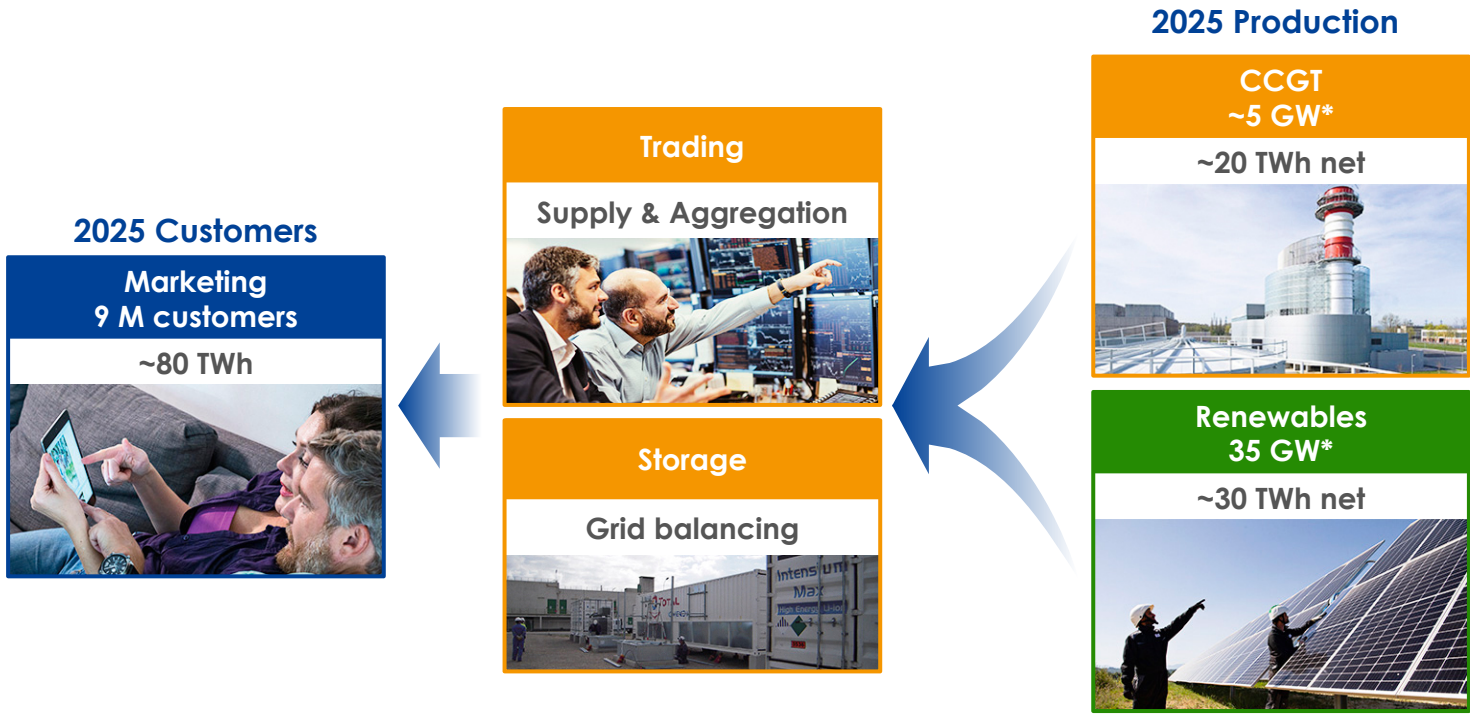 2025 Production
CCGT
~5 GW*
~20 TWh net
Trading
Supply & Aggregation
2025 Customers
Marketing
9 M customers
~80 TWh
Renewables
35 GW*
~30 TWh net
Storage
Grid balancing
Intensium
Max
High Energy Li-ion
TOTAL